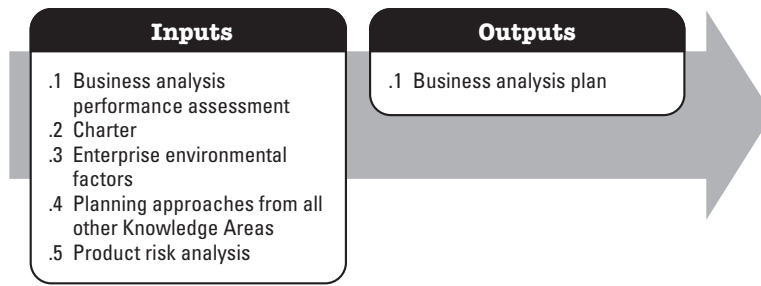 Inputs
.1 Business analysis
performance assessment
.2 Charter
.3 Enterprise environmental
factors
.4 Planning approaches from all
other Knowledge Areas
.5 Product risk analysis
Outputs
.1 Business analysis plan